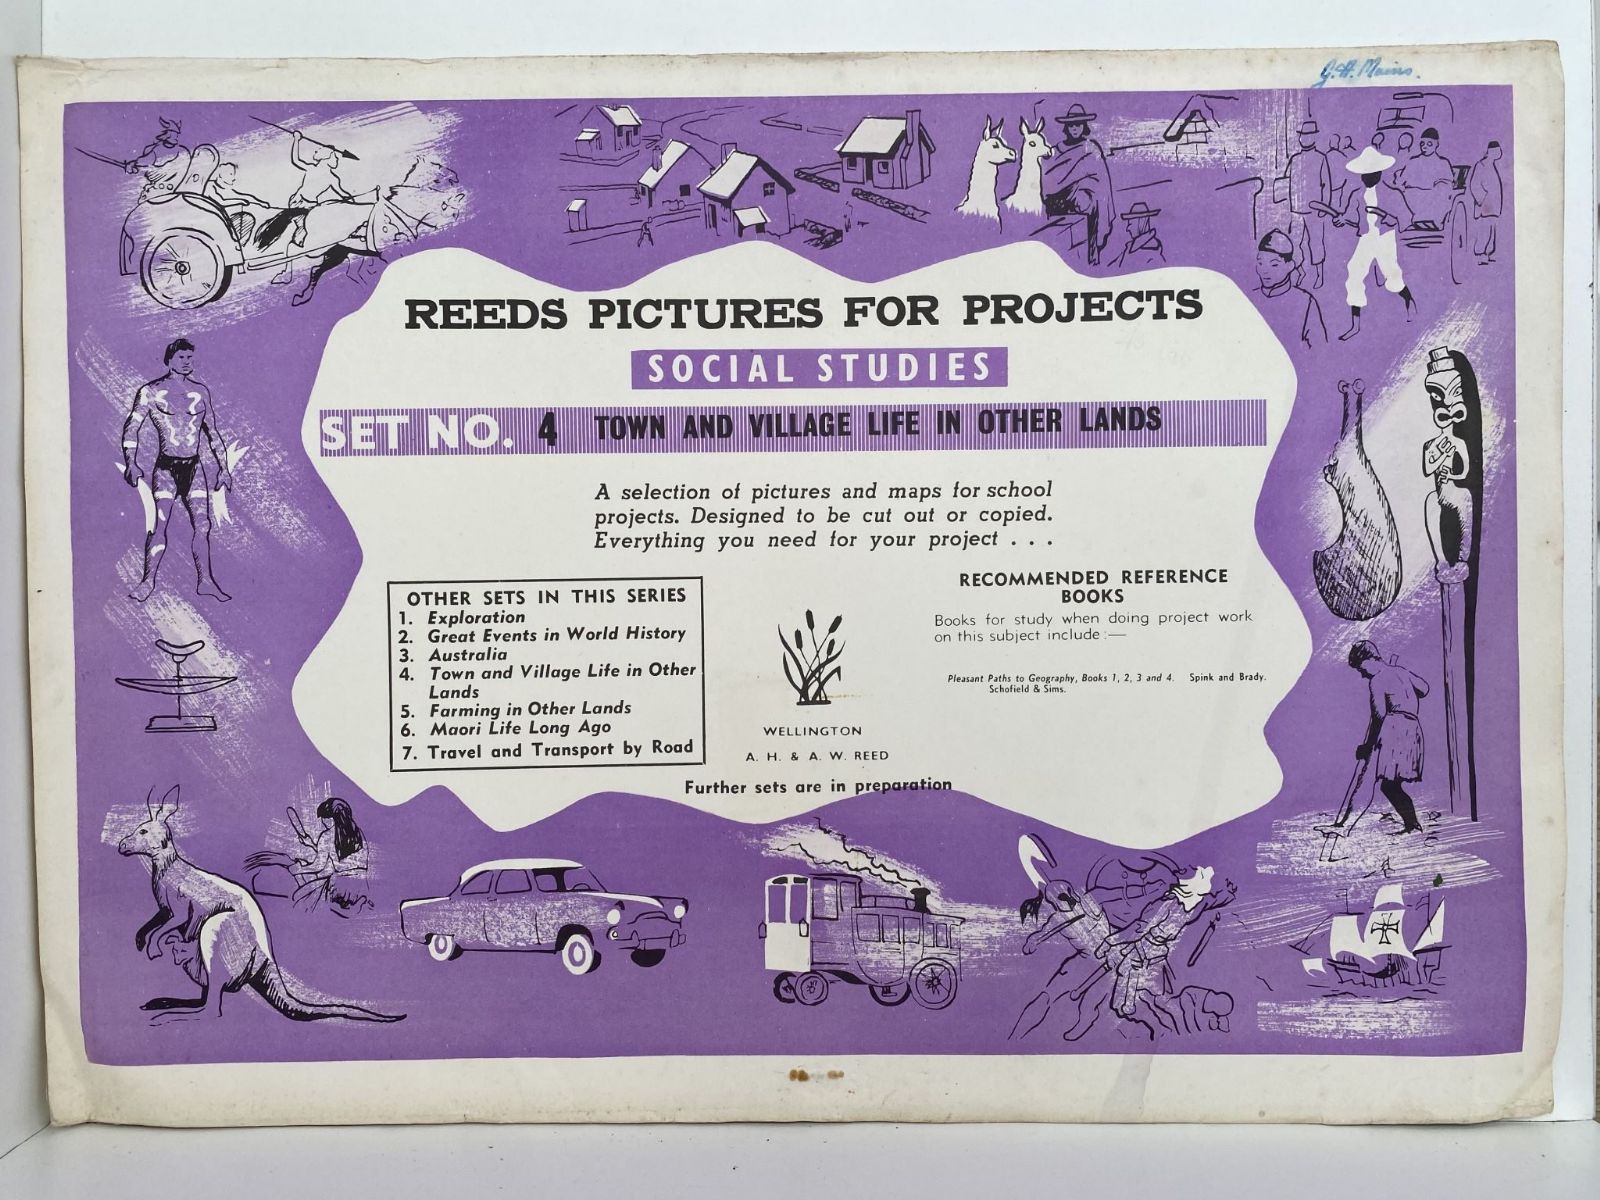 J.H. Mains.
REEDS PICTURES FOR PROJECTS
SOCIAL STUDIES
SET NO. 4 TOWN AND VILLAGE LIFE IN OTHER LANDS
A selection of pictures and maps for school
projects. Designed to be cut out or copied.
Everything you need for your project . . .
OTHER SETS IN THIS SERIES
1. Exploration
2. Great Events in World History
3. Australia
4. Town and Village Life in Other
Lands
5. Farming in Other Lands
6. Maori Life Long Ago
7. Travel and Transport by Road
WELLINGTON
A. H. & A. W. REED
RECOMMENDED REFERENCE
BOOKS
Books for study when doing project work
on this subject include :—
Pleasant Paths to Geography, Books 1, 2, 3 and 4. Spink and Brady.
Schofield & Sims.
Further sets are in preparation